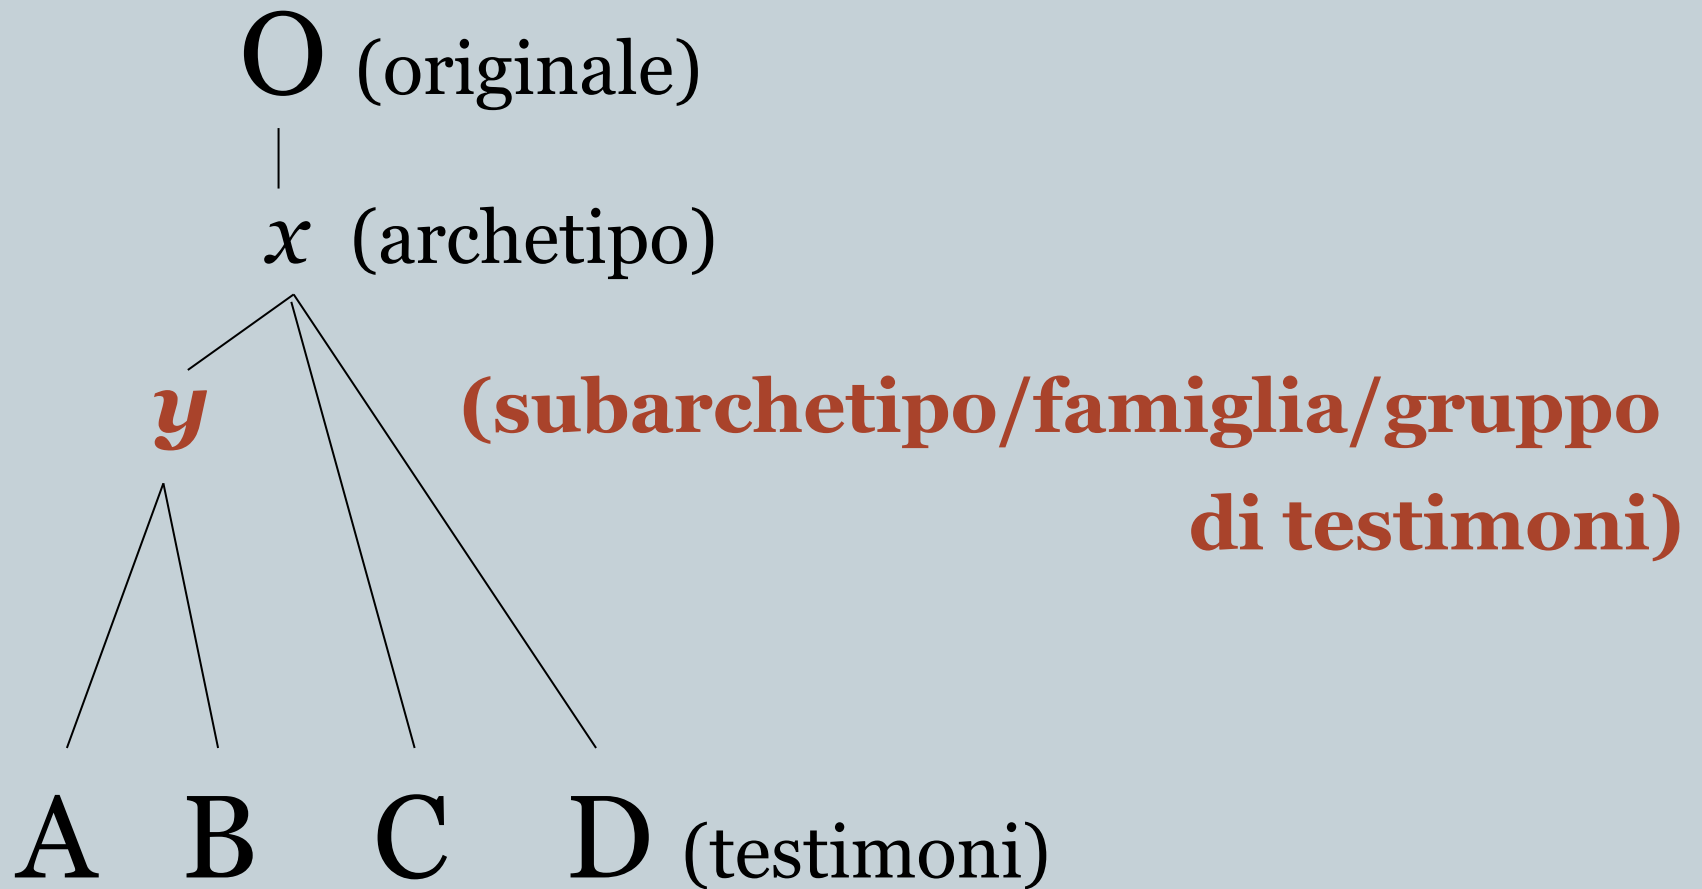 O (originale)
x (archetipo)
y (subarchetipo/famiglia/gruppo
di testimoni)
A B C D (testimoni)